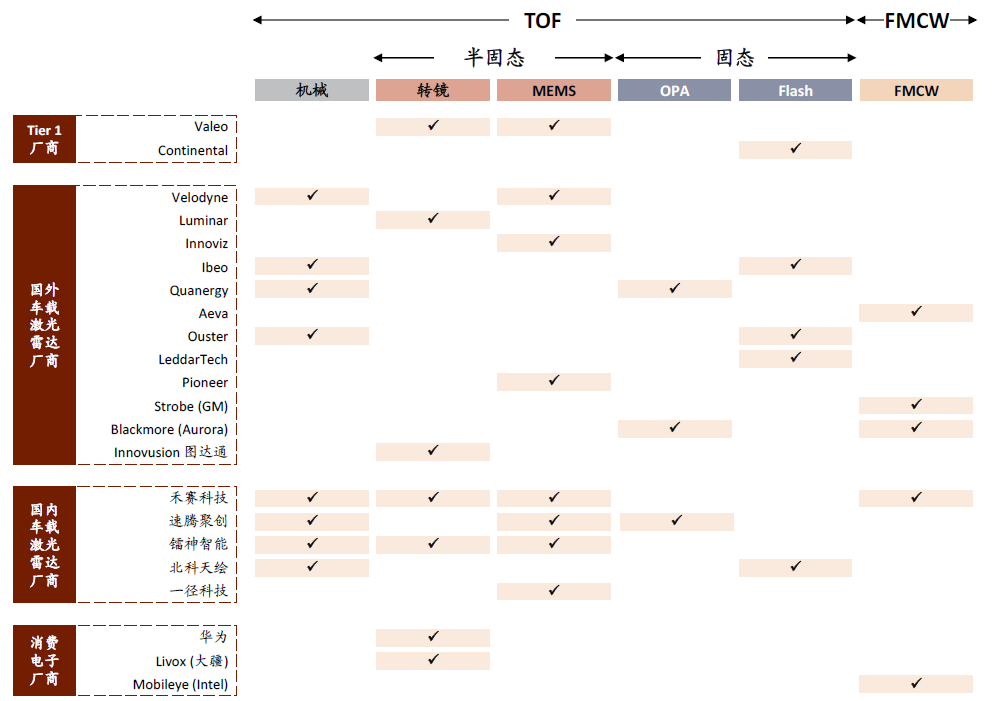 TOF FMCW
半固态 固态
机械 转镜 MEMS OPA Flash FMCW
Tier 1
厂商
Valeo ✓ ✓
Continental ✓
国外
车载
激光
雷达
厂商
Velodyne ✓ ✓
Luminar ✓
Innoviz ✓
Ibeo ✓ ✓
Quanergy ✓ ✓
Aeva ✓
Ouster ✓ ✓
LeddarTech ✓
Pioneer ✓
Strobe (GM) ✓
Blackmore (Aurora) ✓ ✓
Innovusion 图达通 ✓
国内
车载
激光
雷达
厂商
禾赛科技 ✓ ✓ ✓ ✓
速腾聚创 ✓ ✓ ✓
镭神智能 ✓ ✓ ✓
北科天绘 ✓ ✓
一径科技 ✓
消费
电子
厂商
华为 ✓
Livox (大疆) ✓
Mobileye (Intel) ✓